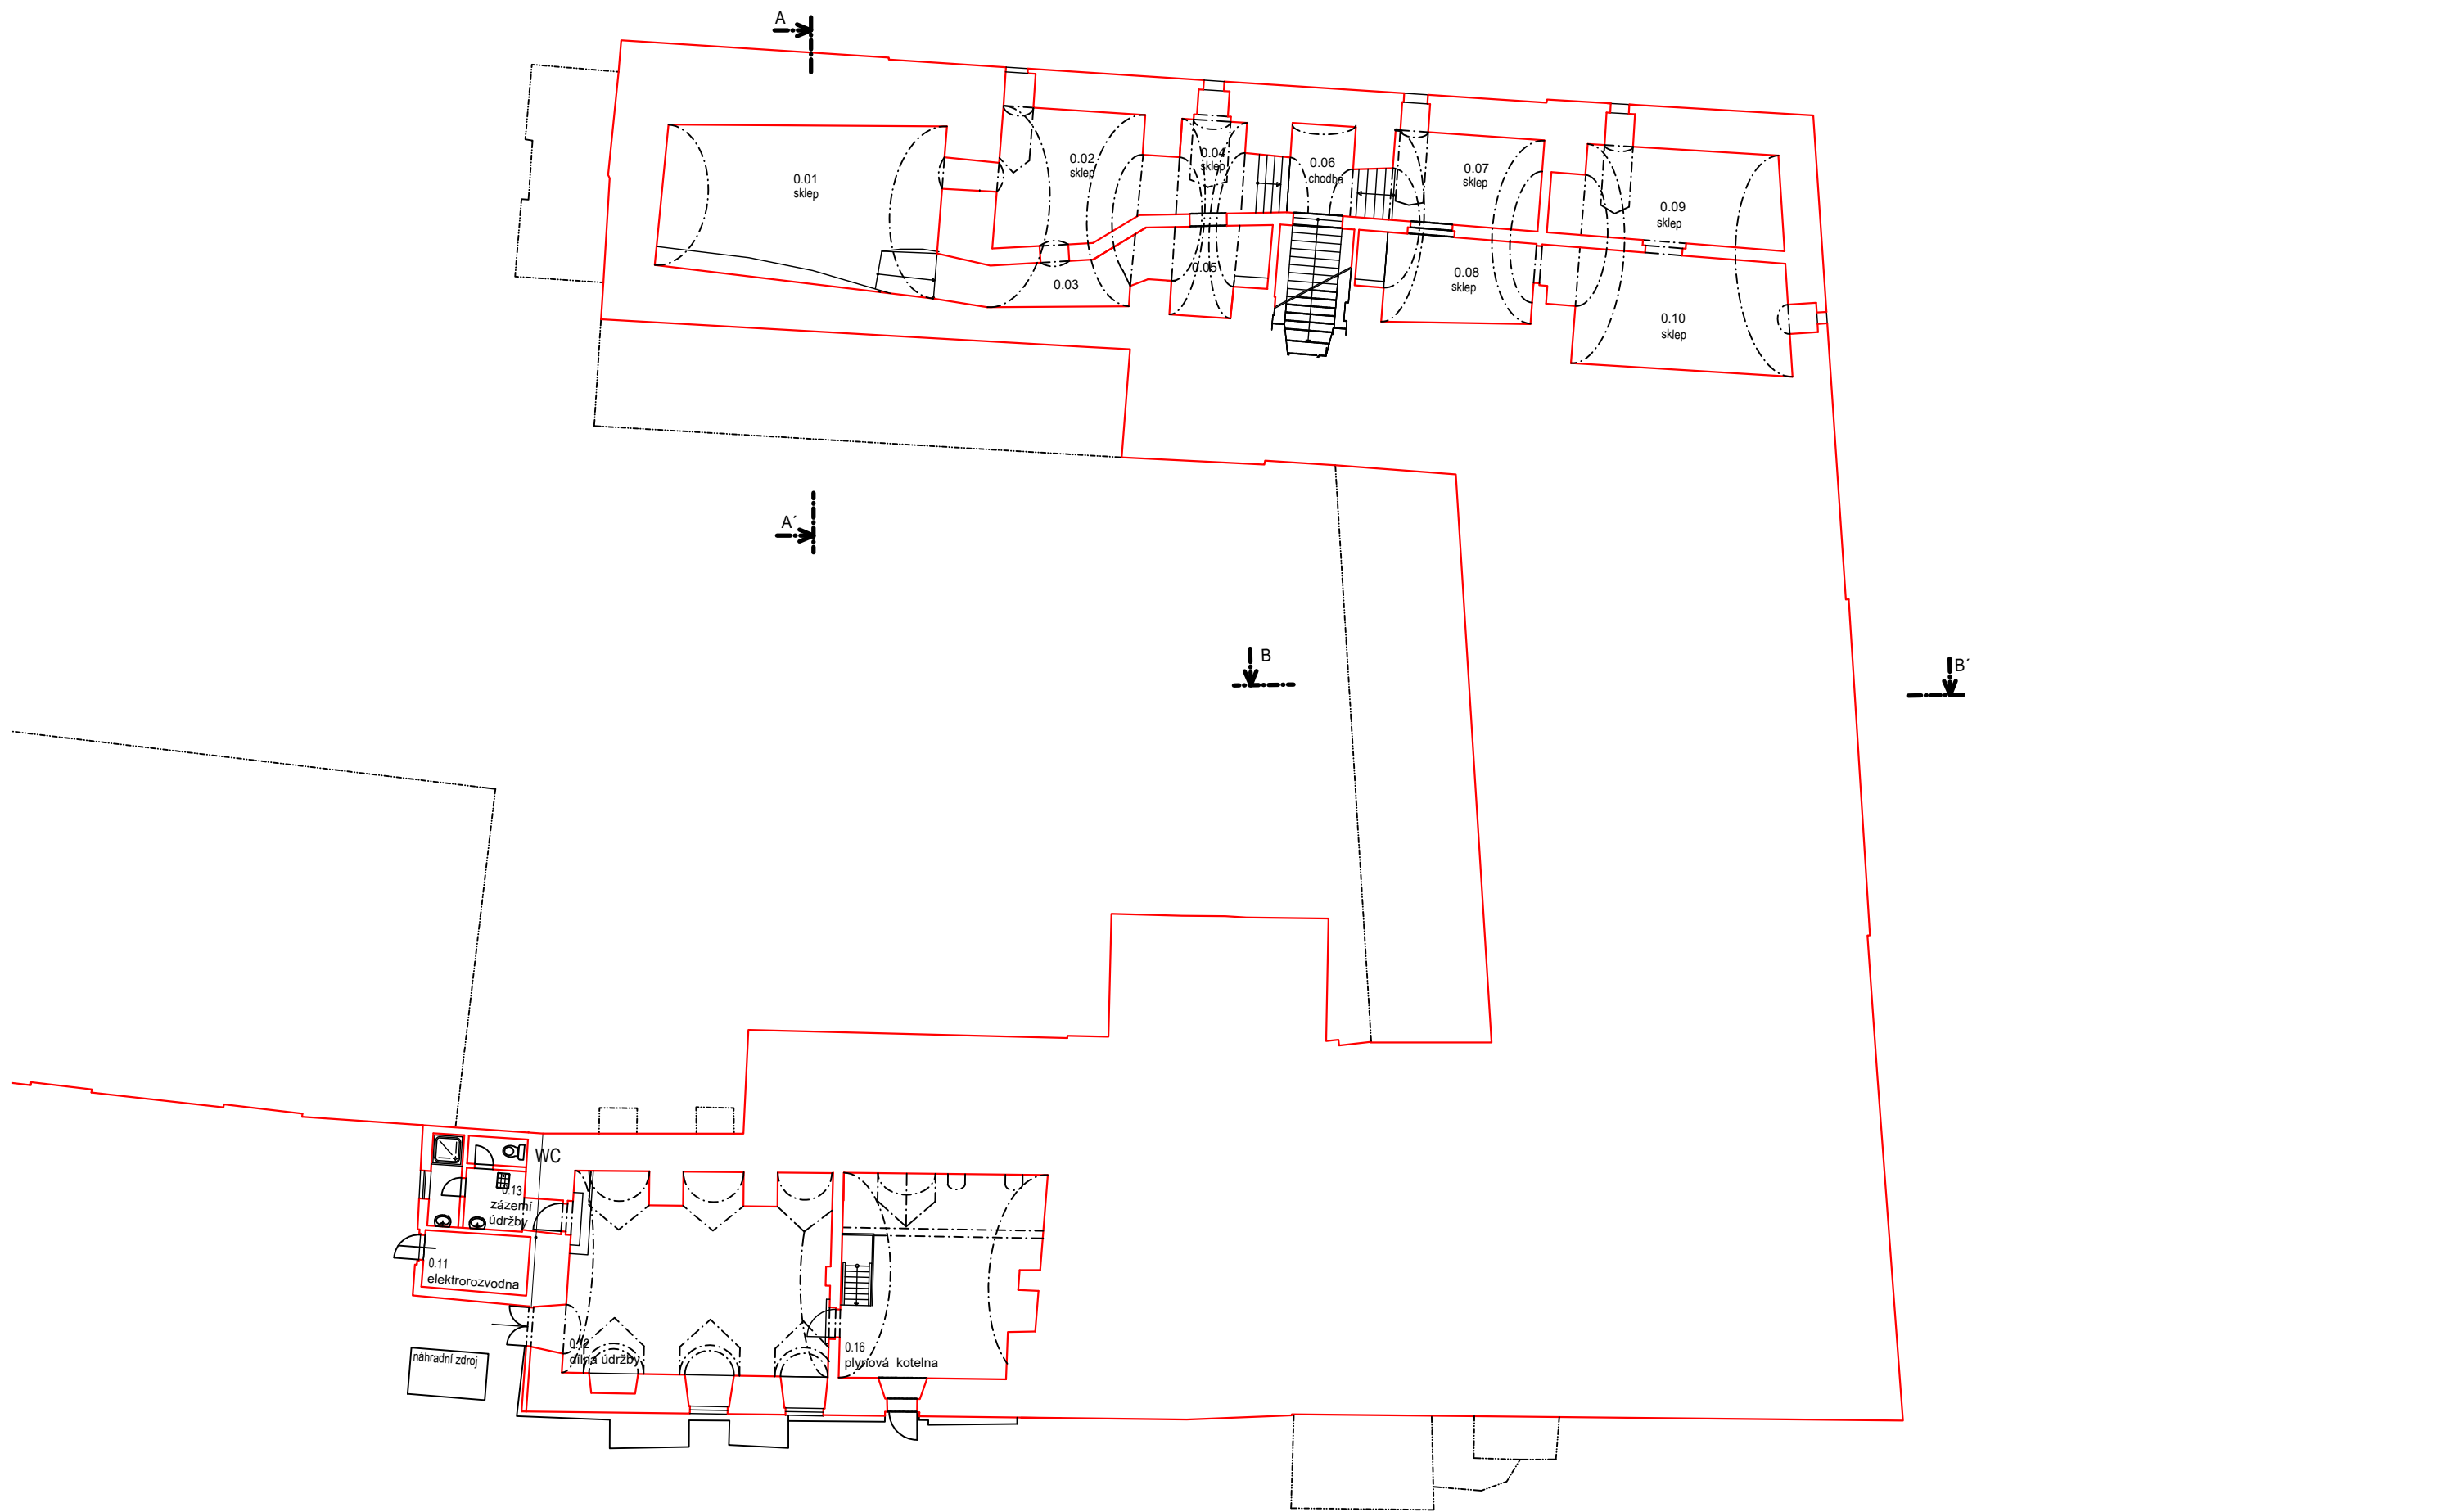 A
0.01
sklep
0.02
sklep
0.03
0.04
sklep
0.05
0.06
chodba
0.07
sklep
0.08
sklep
0.09
sklep
0.10
sklep
A´
B
B´
WC
0.13
zázemí
údržby
0.11
elektrorozvodna
náhradní zdroj
0.12
dílna údržby
0.16
plynová kotelna